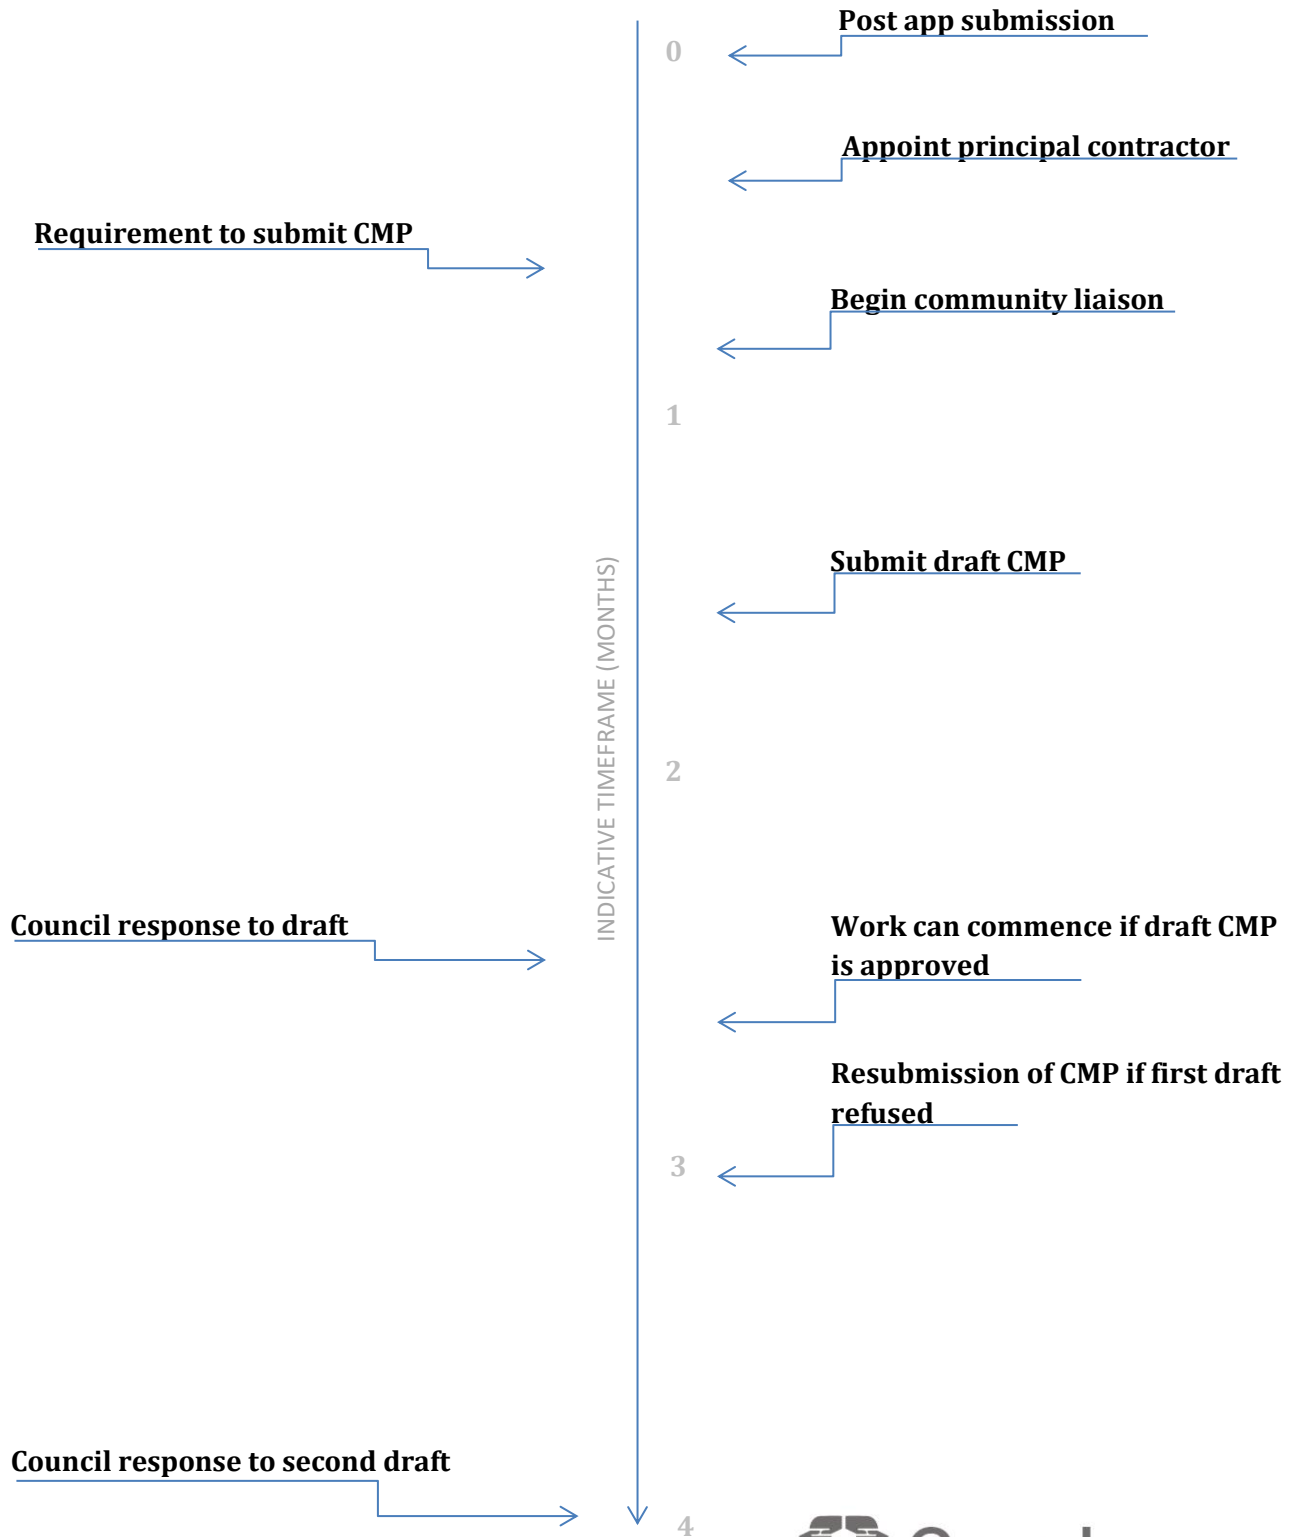 Post app submission
0
Appoint principal contractor
Requirement to submit CMP
Begin community liaison
1
Submit draft CMP
INDICATIVE TIMEFRAME (MONTHS)
2
Council response to draft
Work can commence if draft CMP
is approved
Resubmission of CMP if first draft
refused
3
Council response to second draft
4